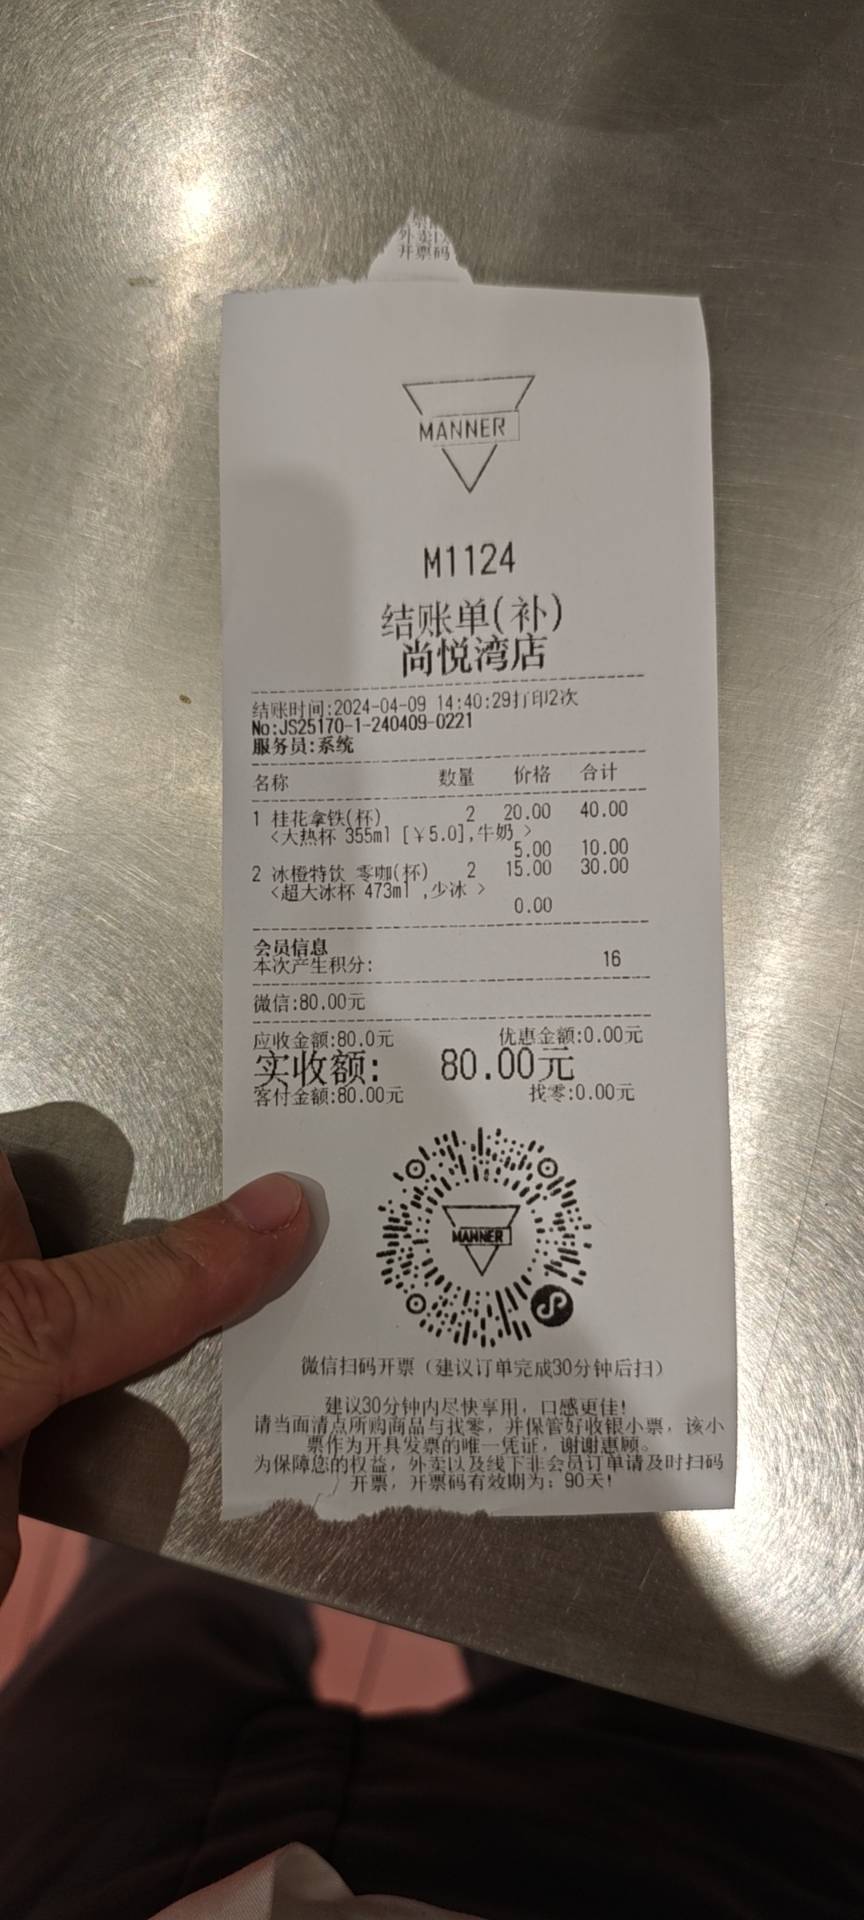 外卖以
开票码
MANNER
M1124
结账单(补)
尚悦湾店
结账时间:2024-04-09 14:40:29打印2次
No:JS25170-1-240409-0221
服务员:系统
名称 数量 价格 合计
1 桂花拿铁(杯) 2 20.00 40.00
<大热杯 355ml [￥5.0],牛奶 >
5.00 10.00
2 冰橙特饮 零咖(杯) 2 15.00 30.00
<超大冰杯 473ml ,少冰 >
0.00
会员信息
本次产生积分: 16
微信:80.00元
应收金额:80.0元 优惠金额:0.00元
实收额: 80.00元
客付金额:80.00元 找零:0.00元
MANNER
微信扫码开票（建议订单完成30分钟后扫）
建议30分钟内尽快享用，口感更佳!
请当面清点所购商品与找零，并保管好收银小票，该小
票作为开具发票的唯一凭证，谢谢惠顾。
为保障您的权益，外卖以及线下非会员订单请及时扫码
开票，开票码有效期为：90天!